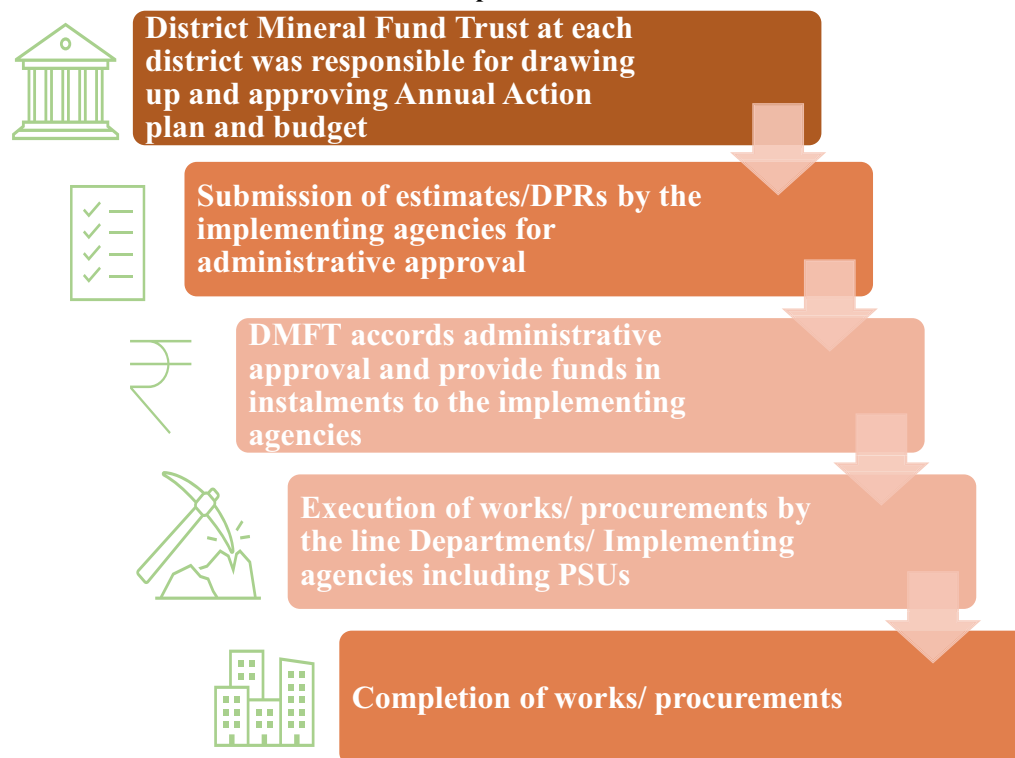 District Mineral Fund Trust at each
district was responsible for drawing
up and approving Annual Action
plan and budget
Submission of estimates/DPRs by the
implementing agencies for
administrative approval
₹
DMFT accords administrative
approval and provide funds in
instalments to the implementing
agencies
Execution of works/ procurements by
the line Departments/ Implementing
agencies including PSUs
Completion of works/ procurements